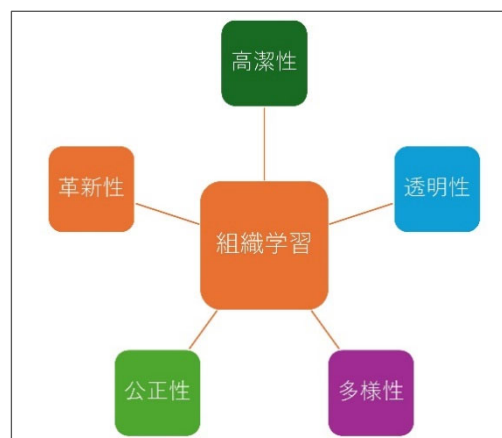 高潔性
革新性
透明性
組織学習
公正性
多様性